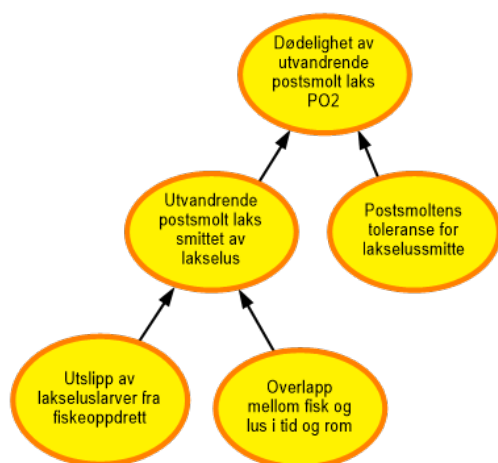 Dødelighet av
utvandrende
postsmolt laks
PO2
Utvandrende
postsmolt laks
smittet av
lakselus
Postsmoltens
toleranse for
lakselussmitte
Utslipp av
lakseluslarver fra
fiskeoppdrett
Overlapp
mellom fisk og
lus i tid og rom